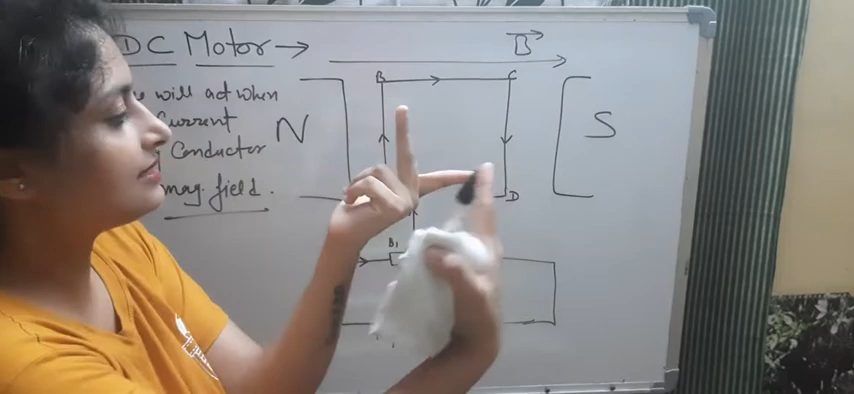 DC Motor →
B
will act when
Current
Conductor
mag. field.
N
S
B
C
D
B₁